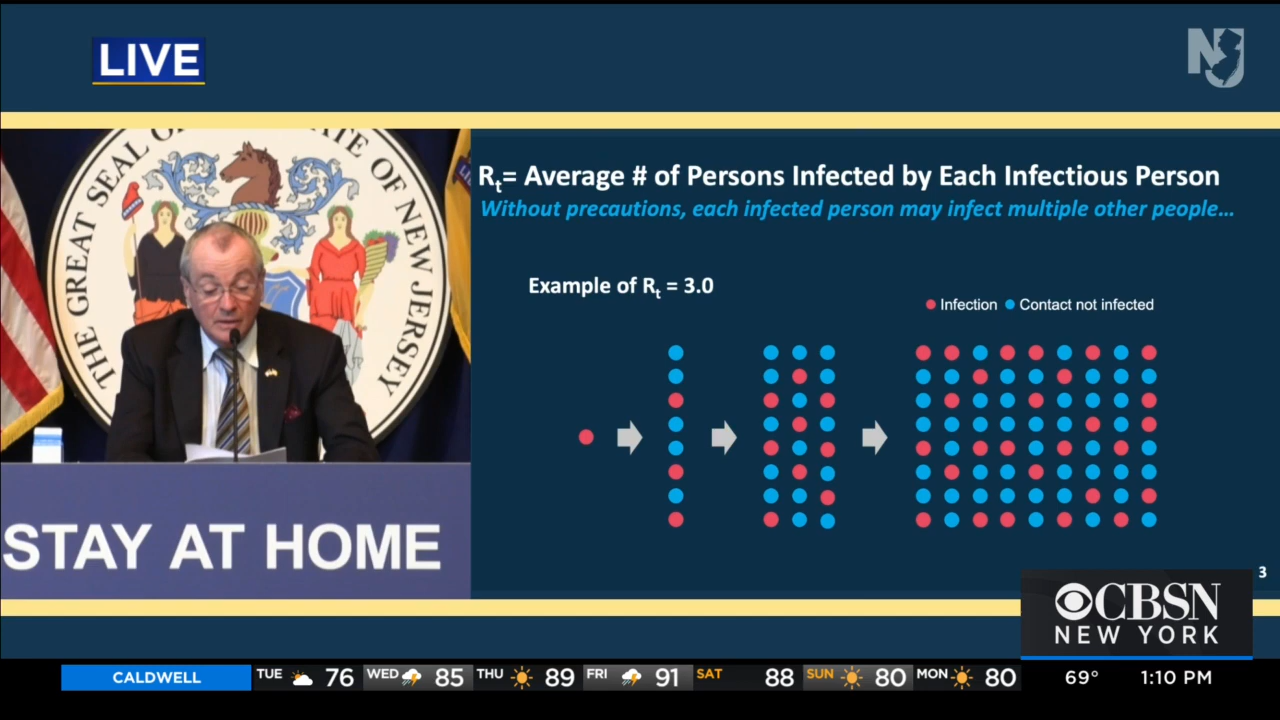 LIVE
NJ
THE GREAT SEAL OF THE STATE OF NEW JERSEY
STAY AT HOME
Rt= Average # of Persons Infected by Each Infectious Person
Without precautions, each infected person may infect multiple other people…
Example of Rt = 3.0
Infection Contact not infected
3
CBSN
NEW YORK
CALDWELL TUE 76 WED 85 THU 89 FRI 91 SAT 88 SUN 80 MON 80 69° 1:10 PM